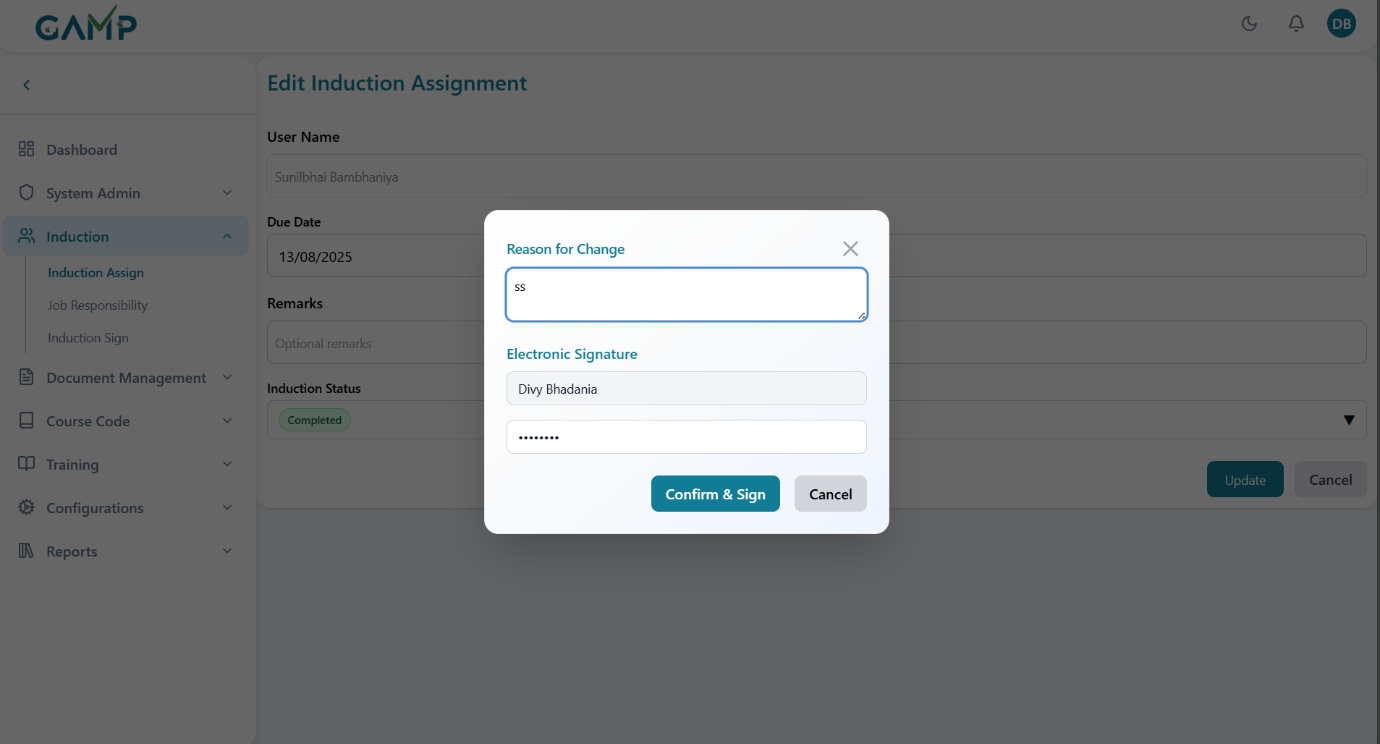 GAMP
DB
Edit Induction Assignment
Dashboard
System Admin
Induction
Induction Assign
Job Responsibility
Induction Sign
Document Management
Course Code
Training
Configurations
Reports
User Name
Sunilbhai Bambhaniya
Due Date
13/08/2025
Remarks
Optional remarks
Induction Status
Completed
Update
Cancel
Reason for Change
ss
Electronic Signature
Divy Bhadania
••••••••
Confirm & Sign
Cancel